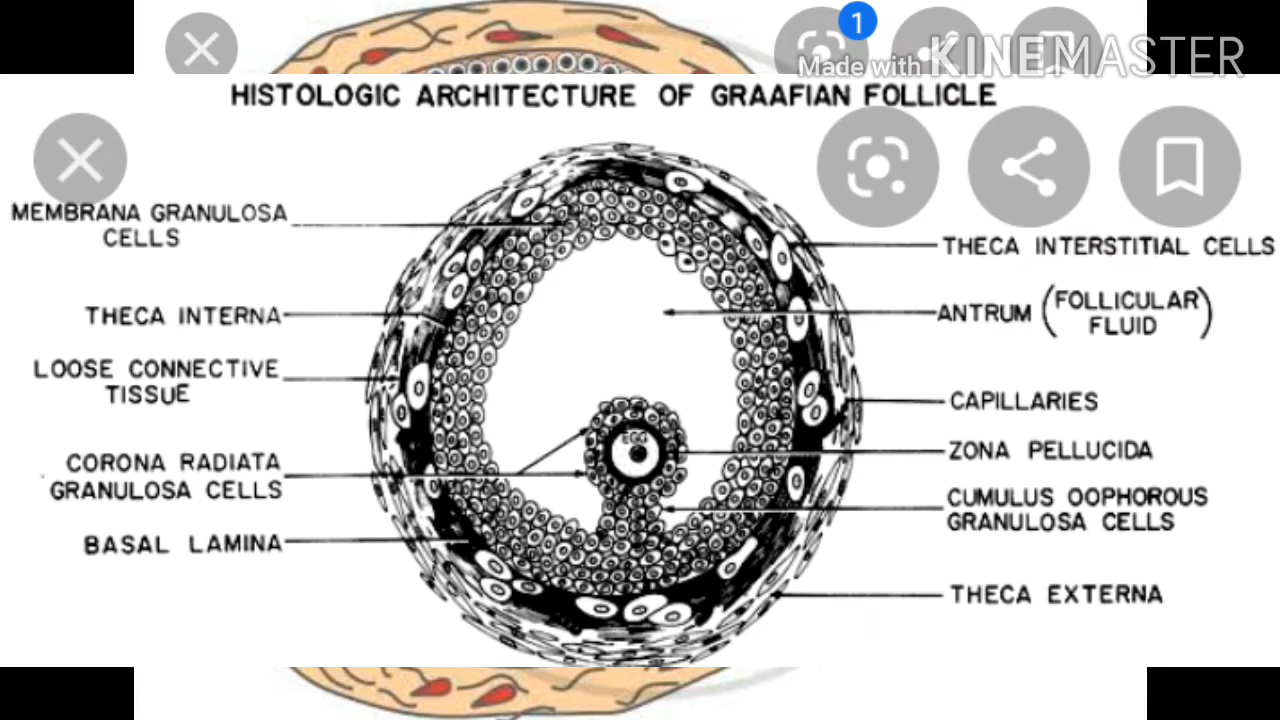 1
Made with KINEMASTER
HISTOLOGIC ARCHITECTURE OF GRAAFIAN FOLLICLE
MEMBRANA GRANULOSA
CELLS
THECA INTERNA
LOOSE CONNECTIVE
TISSUE
CORONA RADIATA
GRANULOSA CELLS
BASAL LAMINA
EGG
THECA INTERSTITIAL CELLS
ANTRUM (FOLLICULAR
FLUID)
CAPILLARIES
ZONA PELLUCIDA
CUMULUS OOPHOROUS
GRANULOSA CELLS
THECA EXTERNA